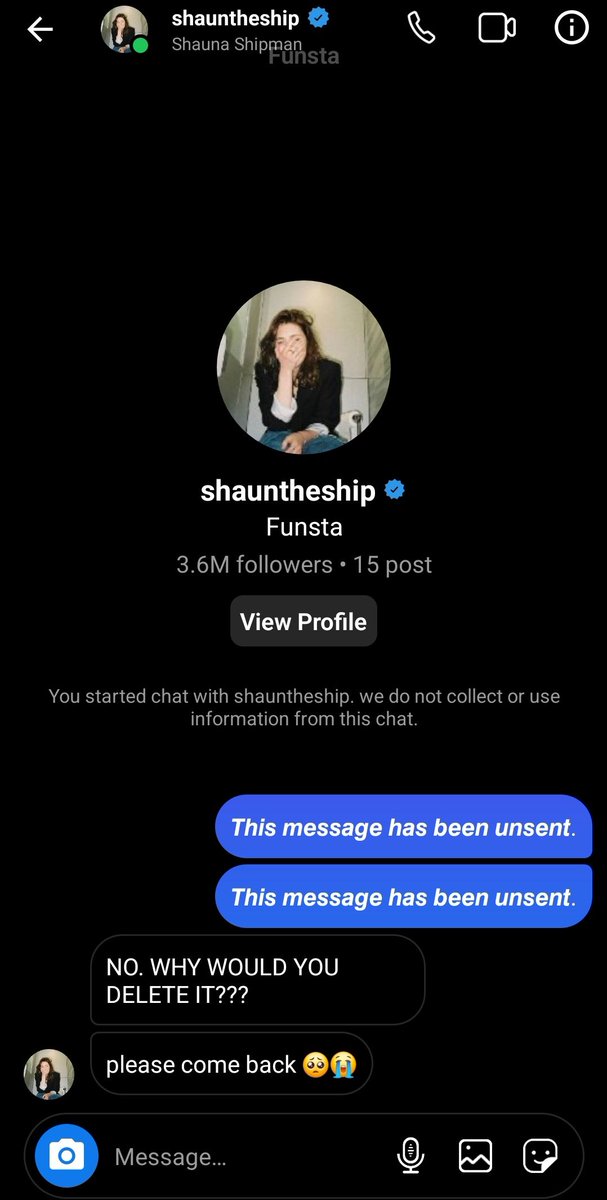 shauntheship
Shauna Shipman
Funsta
shauntheship
Funsta
3.6M followers • 15 post
View Profile
You started chat with shauntheship. we do not collect or use
information from this chat.
This message has been unsent.
This message has been unsent.
NO. WHY WOULD YOU
DELETE IT???
please come back 🥺😭
Message...